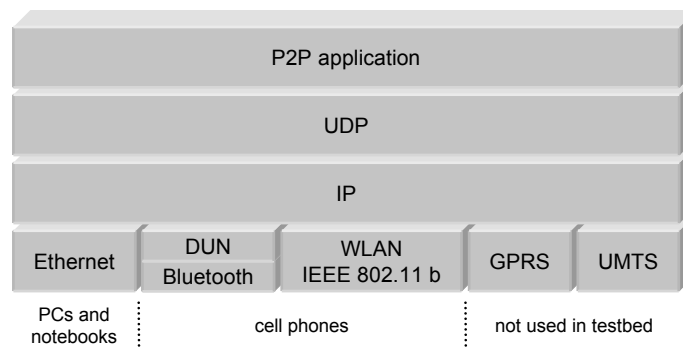 P2P application
UDP
IP
Ethernet
DUN
Bluetooth
WLAN
IEEE 802.11 b
GPRS
UMTS
PCs and
notebooks
cell phones
not used in testbed